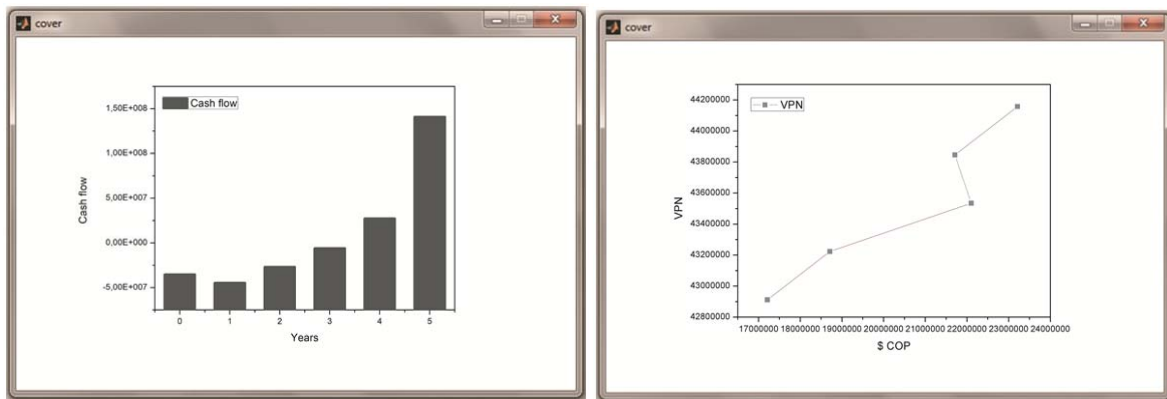 cover
Cash flow
1,50E+008
1,00E+008
5,00E+007
0,00E+000
-5,00E+007
Cash flow
0 1 2 3 4 5
Years
cover
VPN
44200000
44000000
43800000
43600000
43400000
43200000
43000000
42800000
VPN
17000000 18000000 19000000 20000000 21000000 22000000 23000000 24000000
$ COP